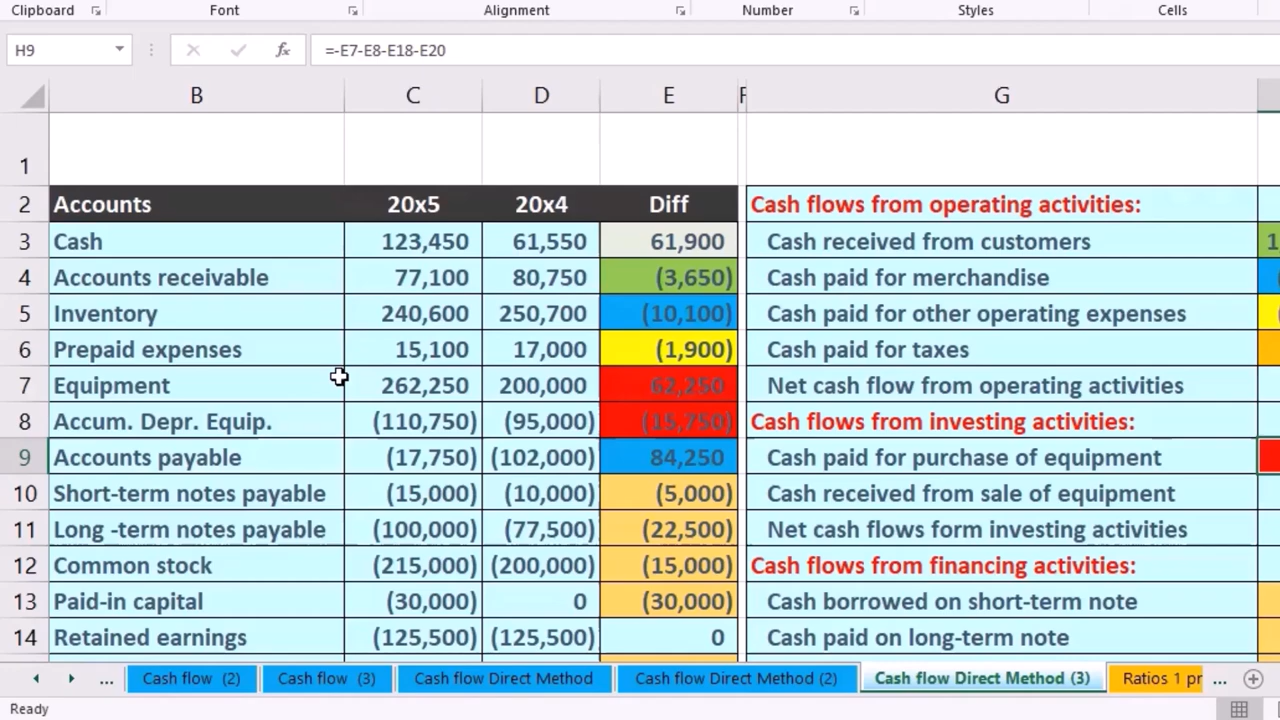 Clipboard Font Alignment Number Styles Cells
H9 fx =-E7-E8-E18-E20
B C D E F G
1
2 Accounts 20x5 20x4 Diff Cash flows from operating activities:
3 Cash 123,450 61,550 61,900 Cash received from customers 1
4 Accounts receivable 77,100 80,750 (3,650) Cash paid for merchandise (
5 Inventory 240,600 250,700 (10,100) Cash paid for other operating expenses (
6 Prepaid expenses 15,100 17,000 (1,900) Cash paid for taxes
7 Equipment 262,250 200,000 62,250 Net cash flow from operating activities
8 Accum. Depr. Equip. (110,750) (95,000) (15,750) Cash flows from investing activities:
9 Accounts payable (17,750) (102,000) 84,250 Cash paid for purchase of equipment
10 Short-term notes payable (15,000) (10,000) (5,000) Cash received from sale of equipment
11 Long -term notes payable (100,000) (77,500) (22,500) Net cash flows form investing activities
12 Common stock (215,000) (200,000) (15,000) Cash flows from financing activities:
13 Paid-in capital (30,000) 0 (30,000) Cash borrowed on short-term note
14 Retained earnings (125,500) (125,500) 0 Cash paid on long-term note
... Cash flow (2) Cash flow (3) Cash flow Direct Method Cash flow Direct Method (2) Cash flow Direct Method (3) Ratios 1 pr ...
Ready